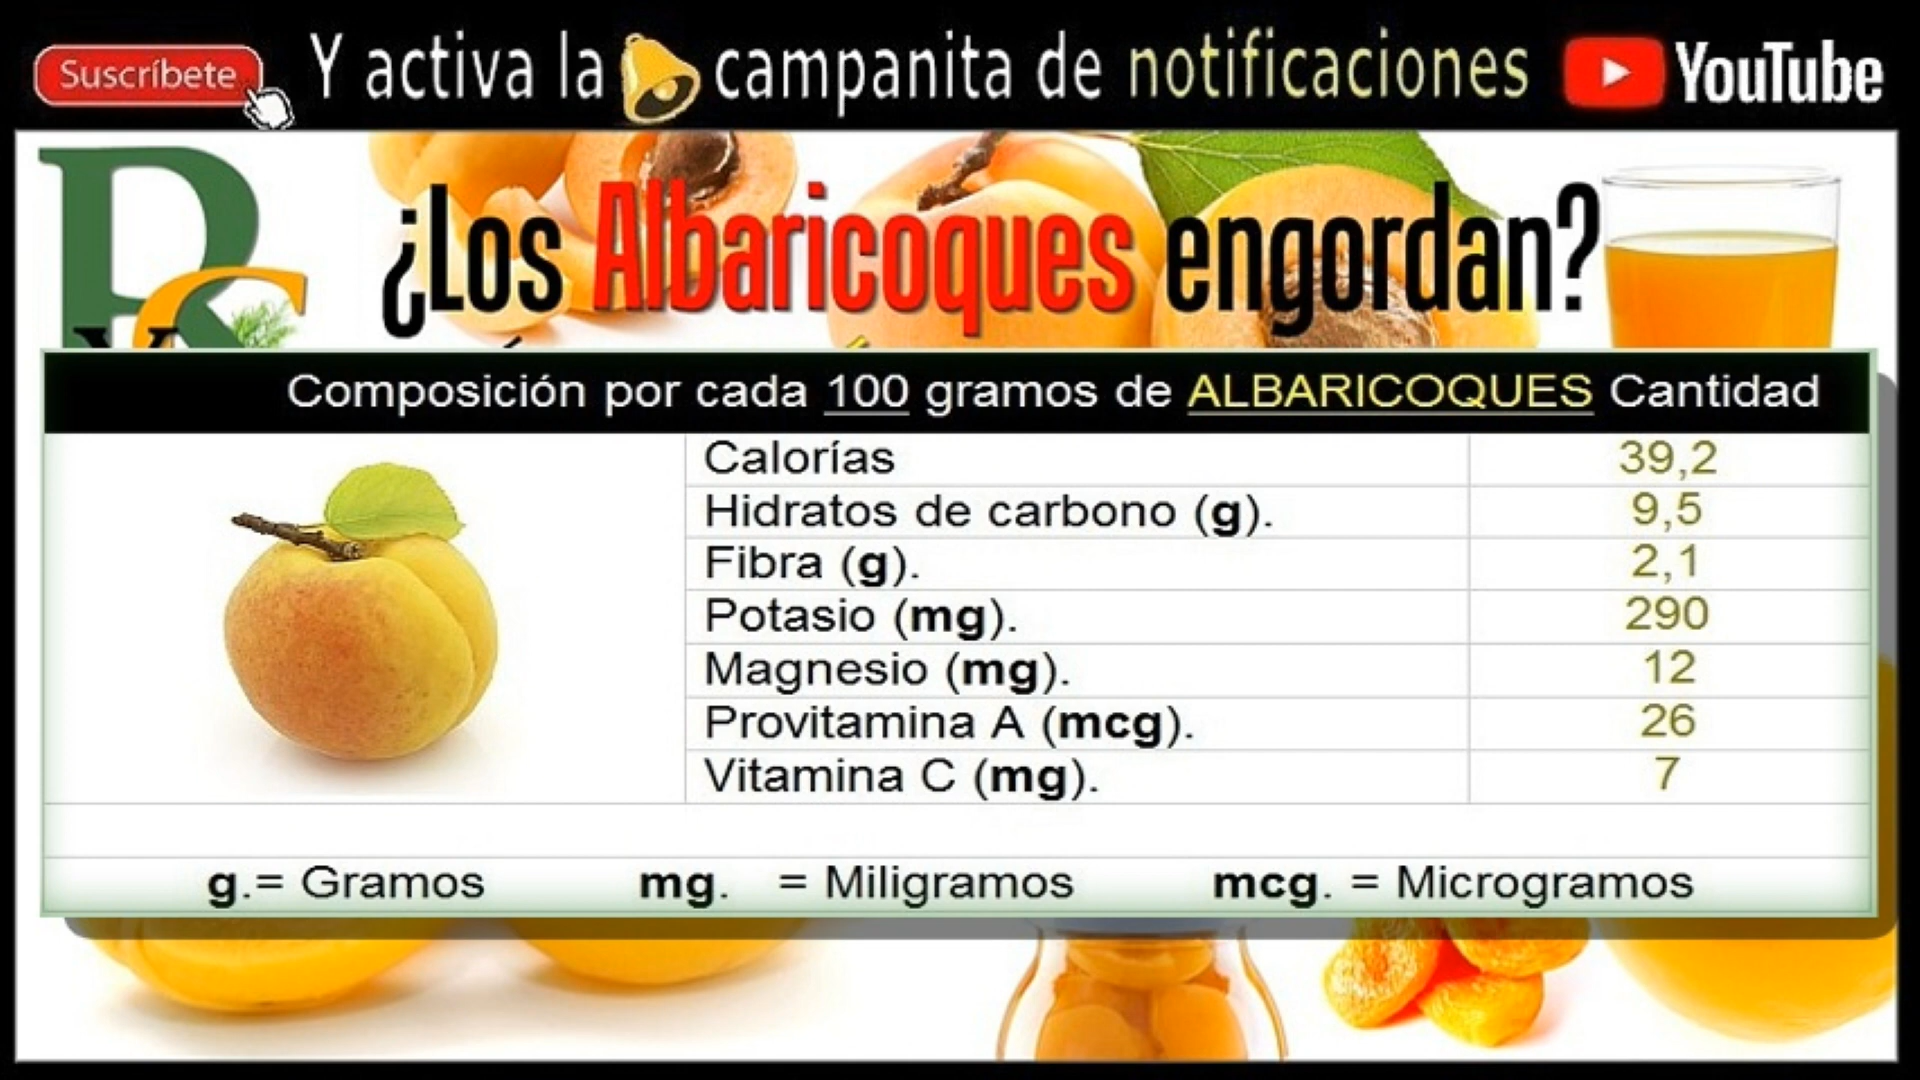 Suscríbete Y activa la campanita de notificaciones YouTube
¿Los Albaricoques engordan?
Composición por cada 100 gramos de ALBARICOQUES Cantidad
Calorías 39,2
Hidratos de carbono (g). 9,5
Fibra (g). 2,1
Potasio (mg). 290
Magnesio (mg). 12
Provitamina A (mcg). 26
Vitamina C (mg). 7
g.= Gramos mg. = Miligramos mcg. = Microgramos